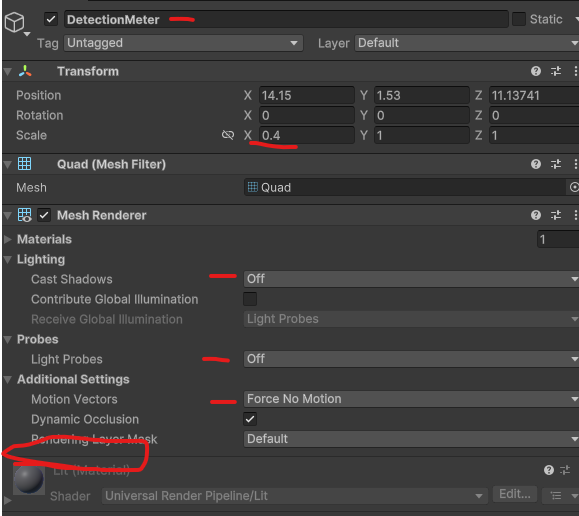 DetectionMeter Static
Tag Untagged Layer Default
Transform
Position X 14.15 Y 1.53 Z 11.13741
Rotation X 0 Y 0 Z 0
Scale X 0.4 Y 1 Z 1
Quad (Mesh Filter)
Mesh Quad
Mesh Renderer
Materials 1
Lighting
Cast Shadows Off
Contribute Global Illumination
Receive Global Illumination Light Probes
Probes
Light Probes Off
Additional Settings
Motion Vectors Force No Motion
Dynamic Occlusion
Rendering Layer Mask Default
Lit (Material)
Shader Universal Render Pipeline/Lit Edit...